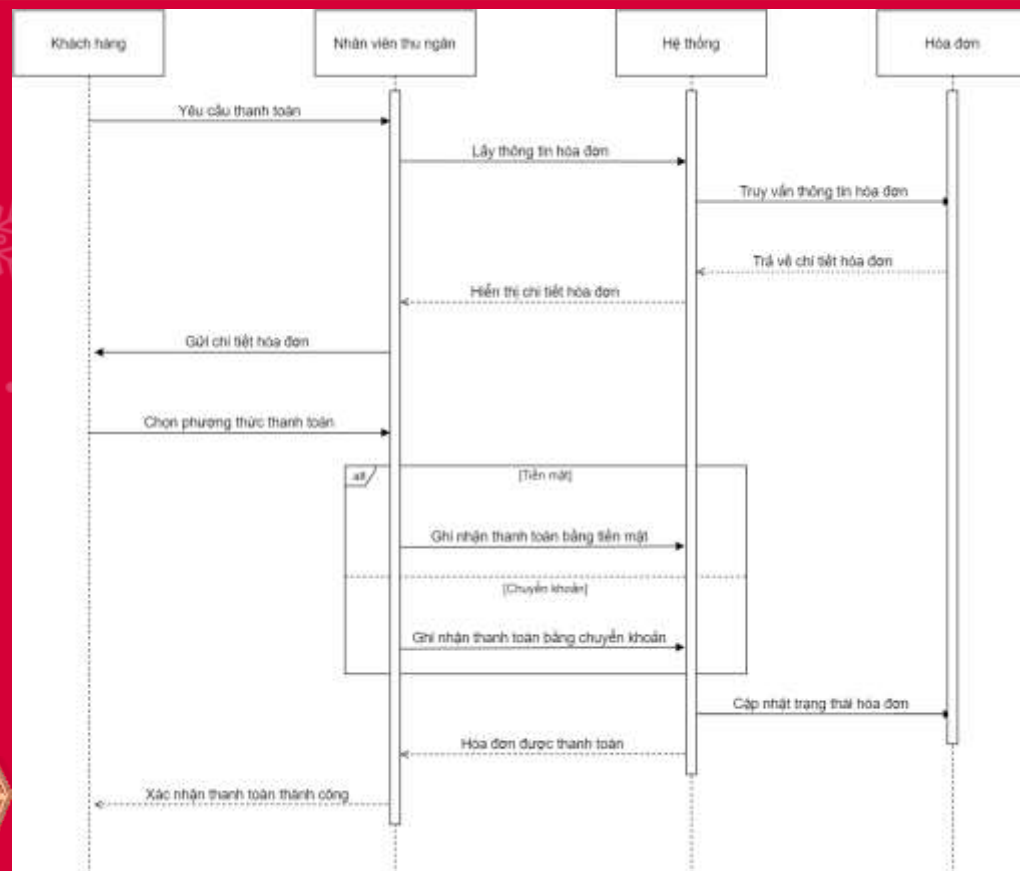 Khách hàng
Nhân viên thu ngân
Hệ thống
Hóa đơn
Yêu cầu thanh toán
Lấy thông tin hóa đơn
Truy vấn thông tin hóa đơn
Trả về chi tiết hóa đơn
Hiển thị chi tiết hóa đơn
Gửi chi tiết hóa đơn
Chọn phương thức thanh toán
alt
[Tiền mặt]
Ghi nhận thanh toán bằng tiền mặt
[Chuyển khoản]
Ghi nhận thanh toán bằng chuyển khoản
Cập nhật trạng thái hóa đơn
Hóa đơn được thanh toán
Xác nhận thanh toán thành công